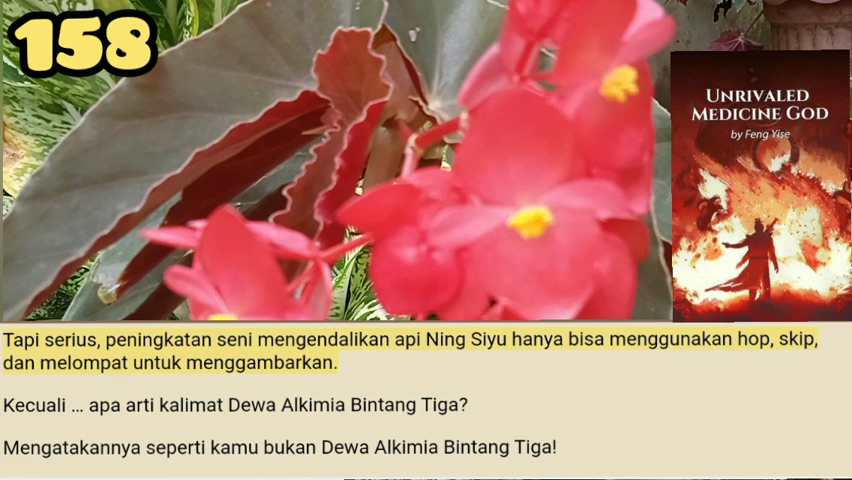 158
UNRIVALED
MEDICINE GOD
by Feng Yise
Tapi serius, peningkatan seni mengendalikan api Ning Siyu hanya bisa menggunakan hop, skip,
dan melompat untuk menggambarkan.
Kecuali ... apa arti kalimat Dewa Alkimia Bintang Tiga?
Mengatakannya seperti kamu bukan Dewa Alkimia Bintang Tiga!